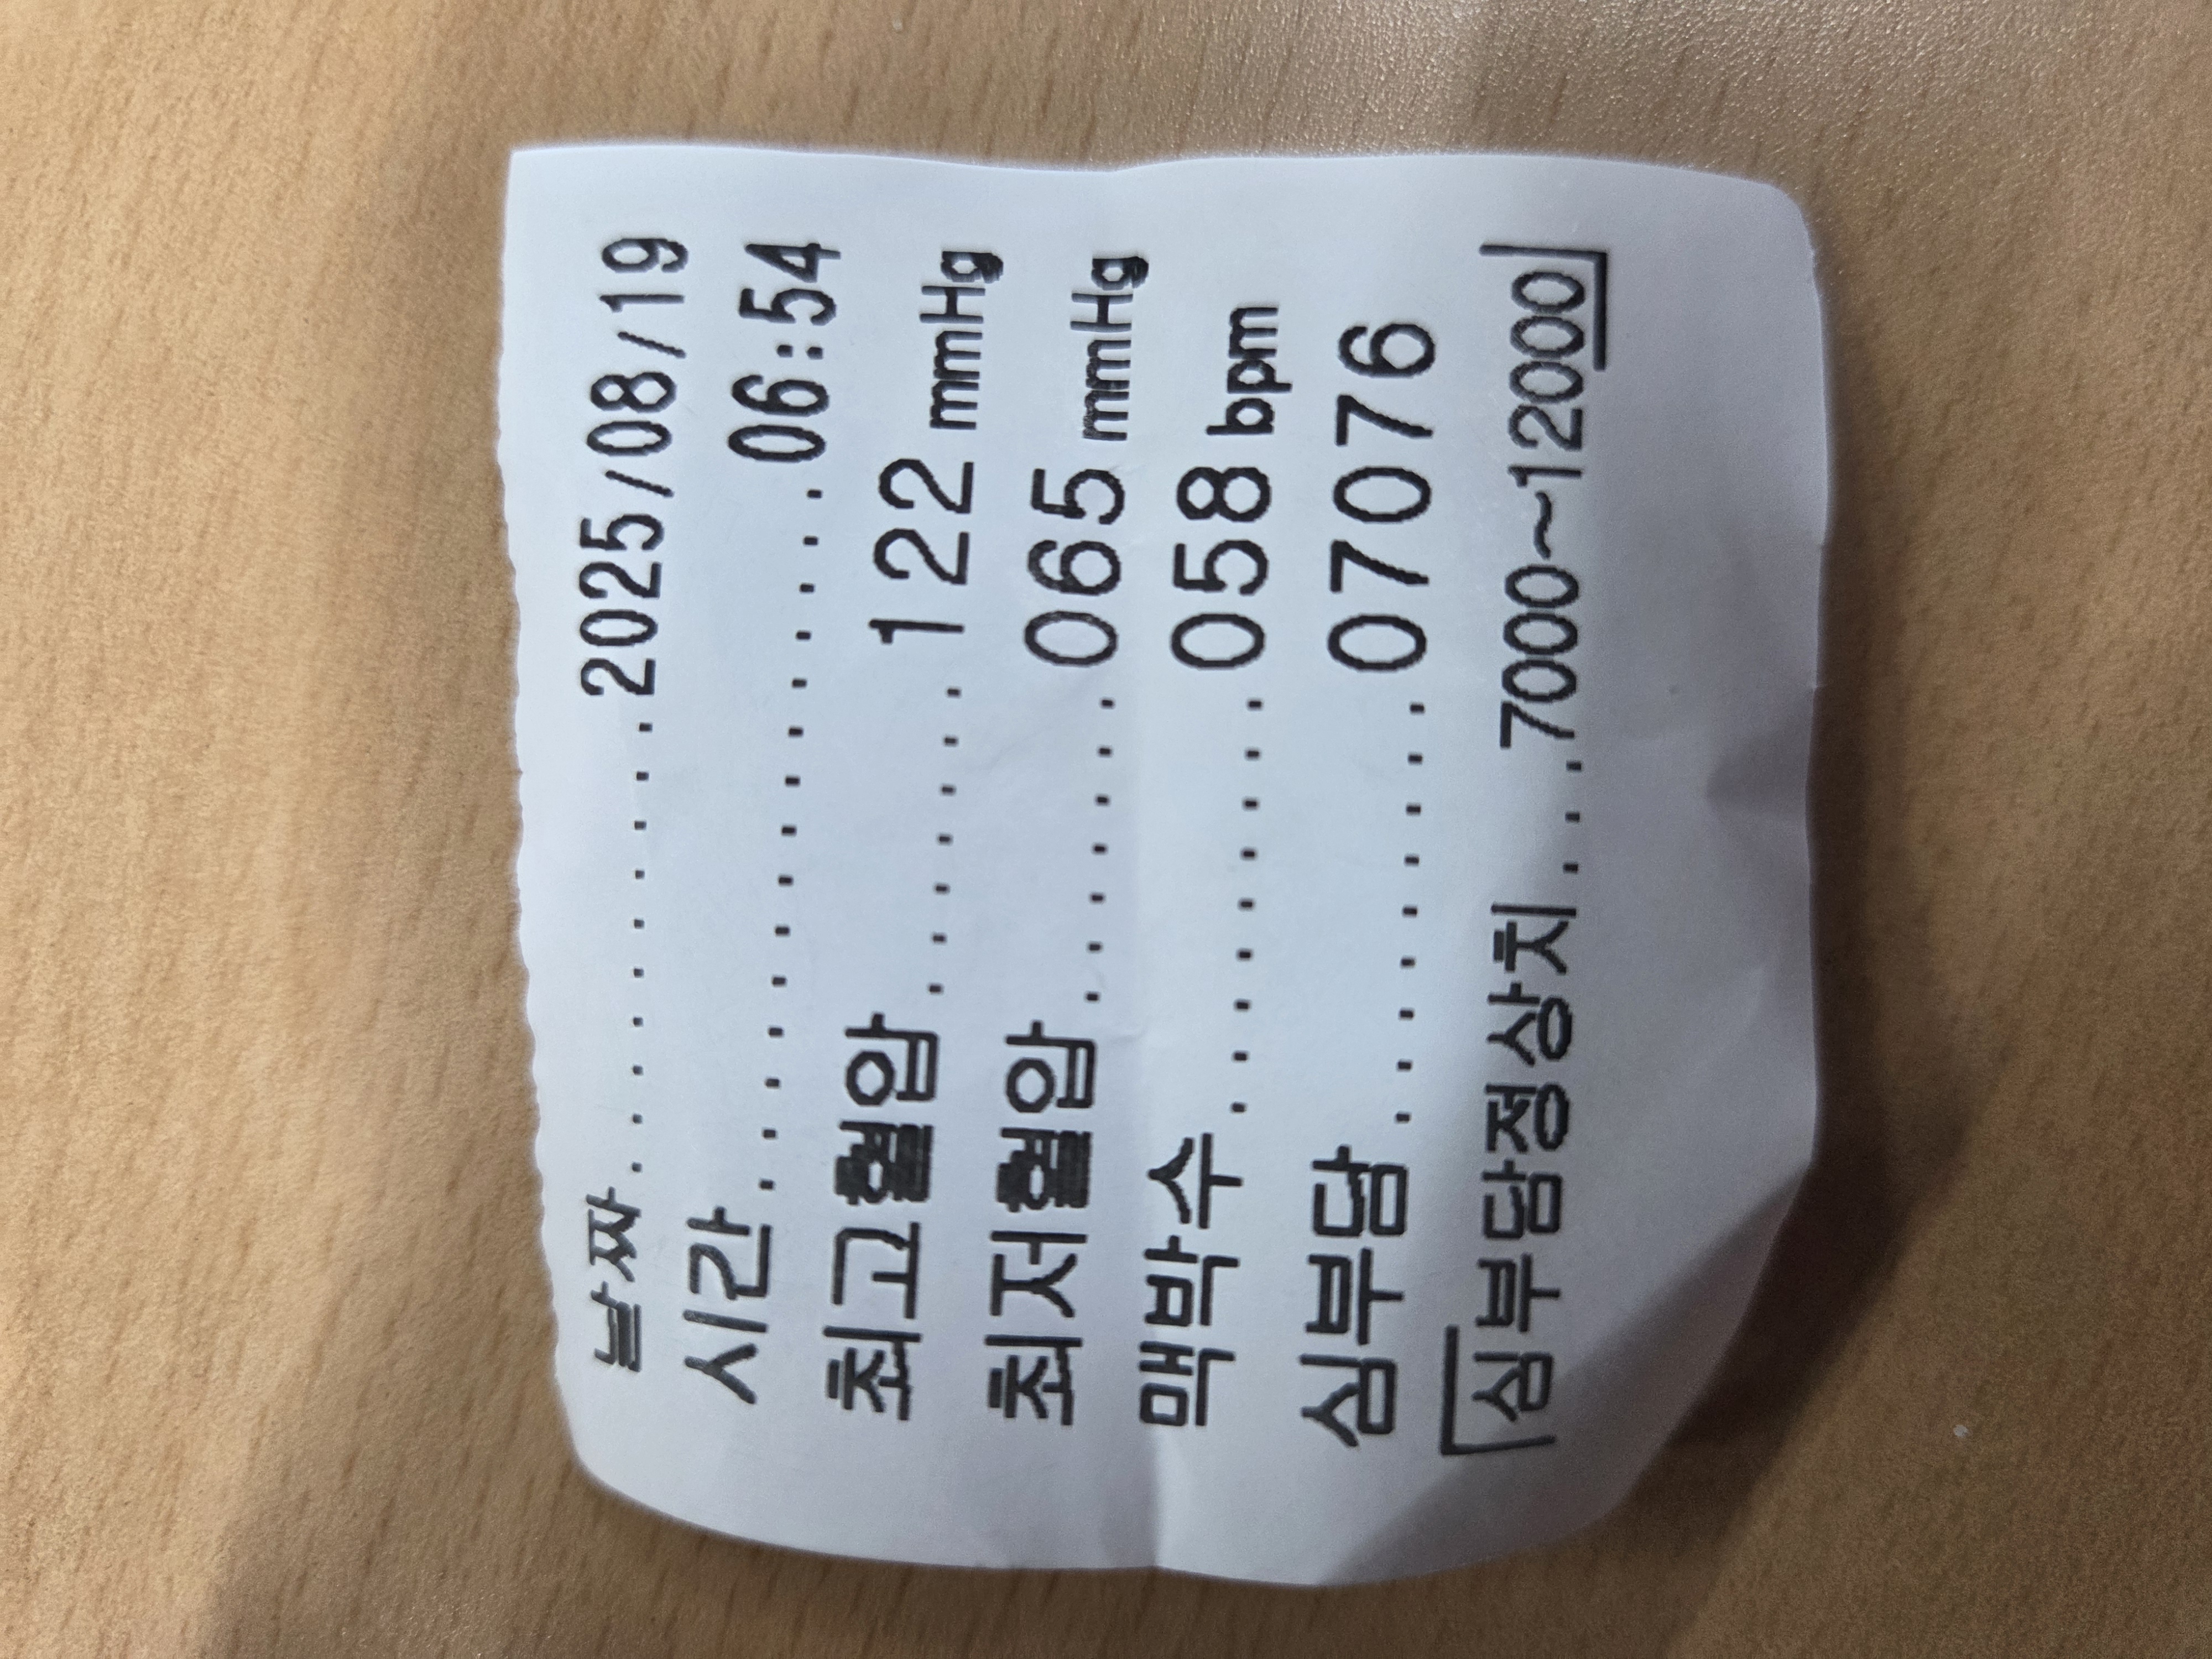 날짜..........2025/08/19
시간...............06:54
최고혈압.......122 mmHg
최저혈압.......065 mmHg
맥박수.........058 bpm
심부담.........07076
「심부담정상치...7000~12000」